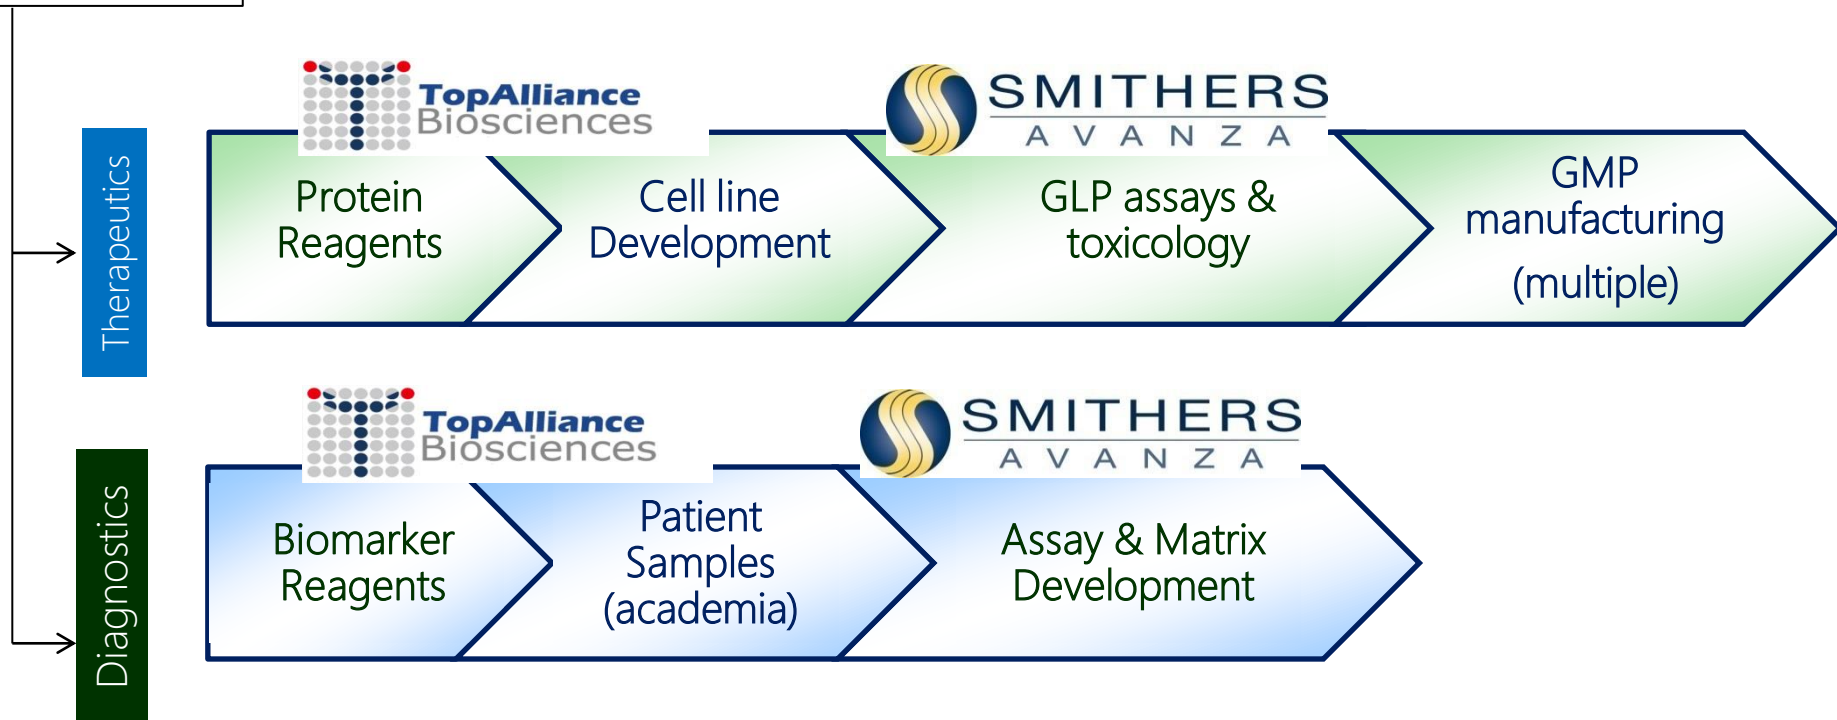 TopAlliance
Biosciences
SMITHERS
AVANZA
Therapeutics
Protein
Reagents
Cell line
Development
GLP assays &
toxicology
GMP
manufacturing
(multiple)
TopAlliance
Biosciences
SMITHERS
AVANZA
Diagnostics
Biomarker
Reagents
Patient
Samples
(academia)
Assay & Matrix
Development